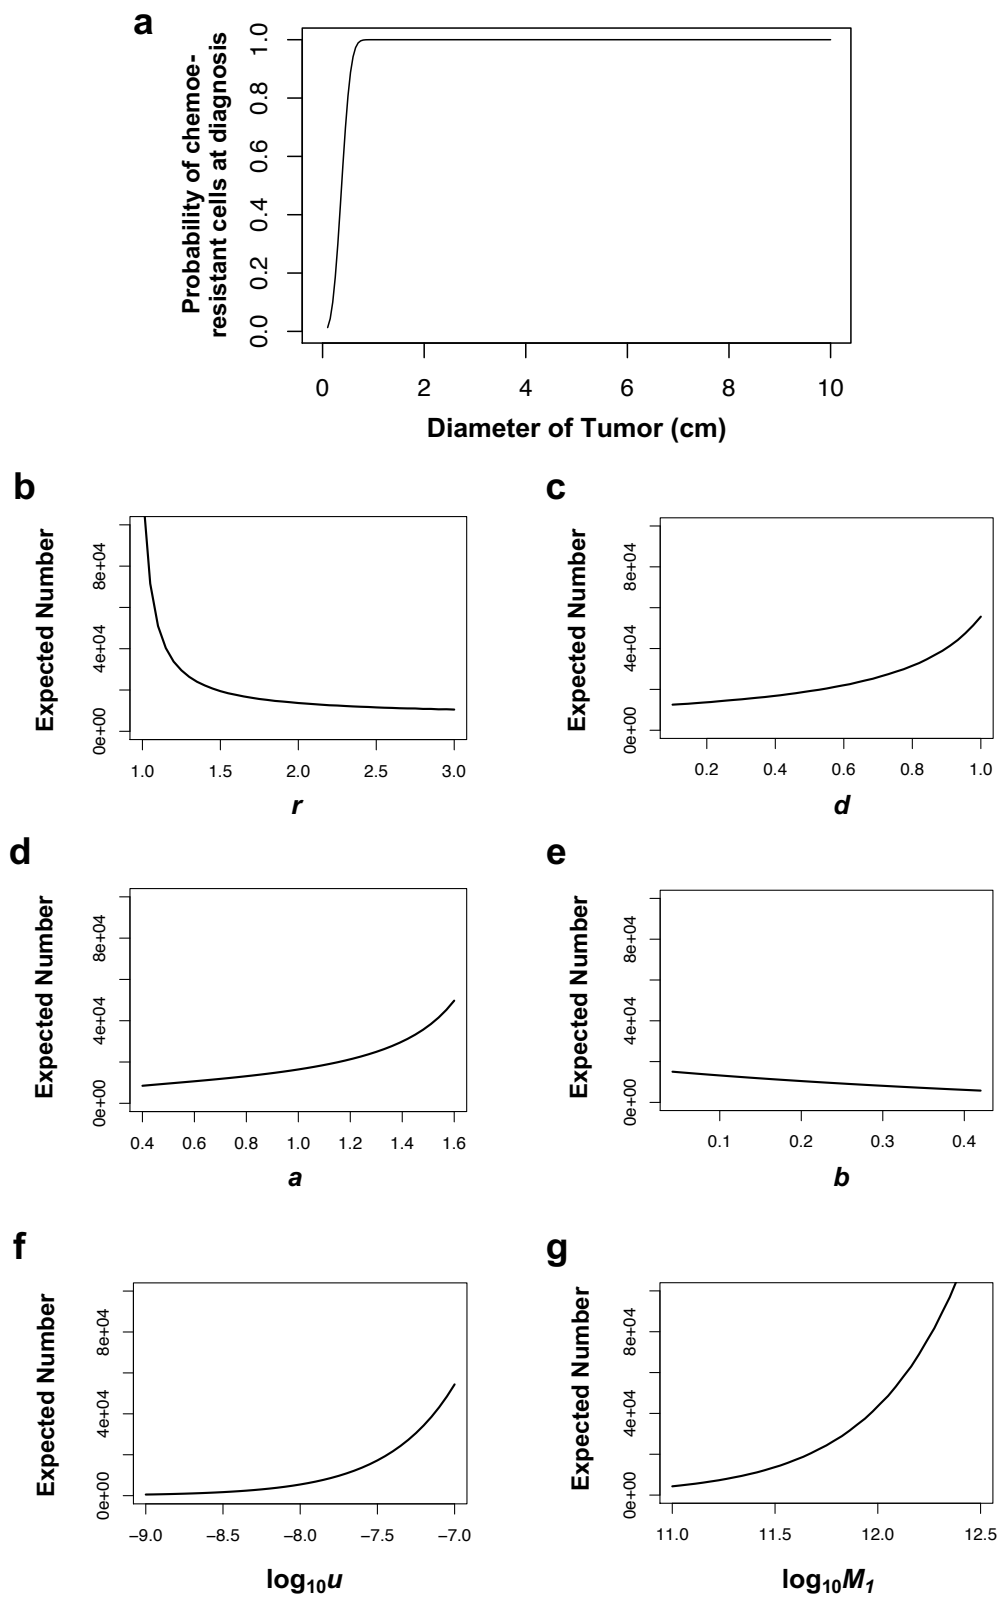 a
Probability of chemoe-
resistant cells at diagnosis
0.0 0.2 0.4 0.6 0.8 1.0
0 2 4 6 8 10
Diameter of Tumor (cm)
b
Expected Number
0e+00 4e+04 8e+04
1.0 1.5 2.0 2.5 3.0
r
c
Expected Number
0e+00 4e+04 8e+04
0.2 0.4 0.6 0.8 1.0
d
d
Expected Number
0e+00 4e+04 8e+04
0.4 0.6 0.8 1.0 1.2 1.4 1.6
a
e
Expected Number
0e+00 4e+04 8e+04
0.1 0.2 0.3 0.4
b
f
Expected Number
0e+00 4e+04 8e+04
−9.0 −8.5 −8.0 −7.5 −7.0
log₁₀u
g
Expected Number
0e+00 4e+04 8e+04
11.0 11.5 12.0 12.5
log₁₀M₁